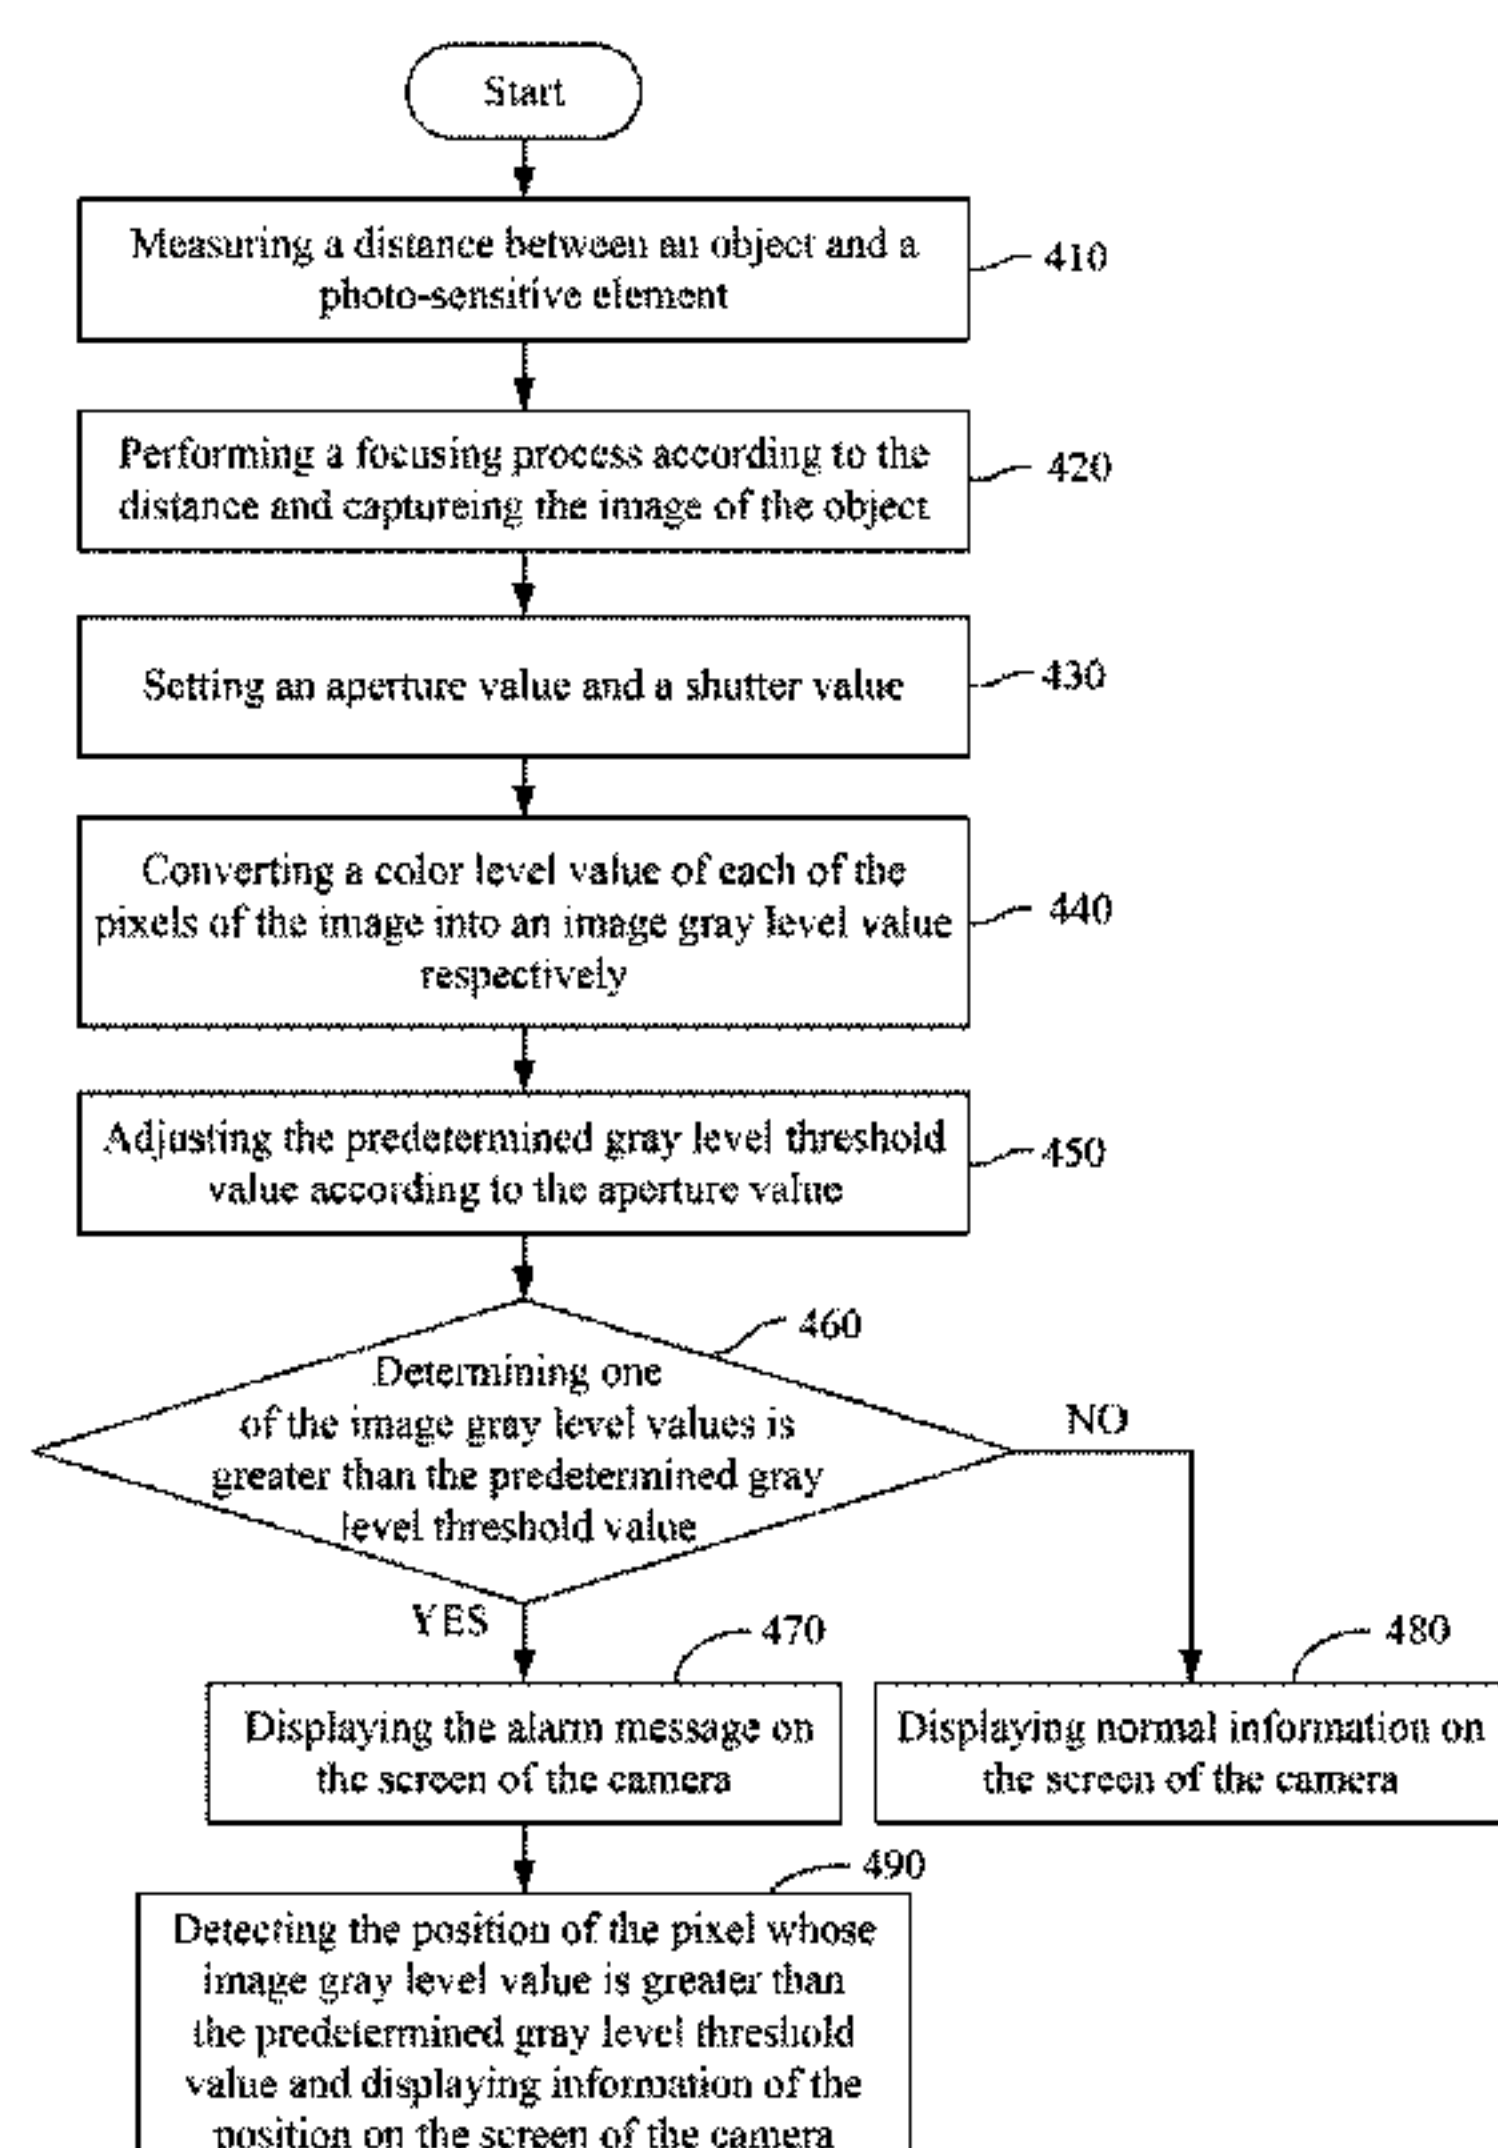 Start
Measuring a distance between an object and a
photo-sensitive element
410
Performing a focusing process according to the
distance and captureing the image of the object
420
Setting an aperture value and a shutter value
430
Converting a color level value of each of the
pixels of the image into an image gray level value
respectively
440
Adjusting the predetermined gray level threshold
value according to the aperture value
450
460
Determining one
of the image gray level values is
greater than the predetermined gray
level threshold value
NO
YES
470
480
Displaying the alarm message on
the screen of the camera
Displaying normal information on
the screen of the camera
490
Detecting the position of the pixel whose
image gray level value is greater than
the predetermined gray level threshold
value and displaying information of the
position on the screen of the camera